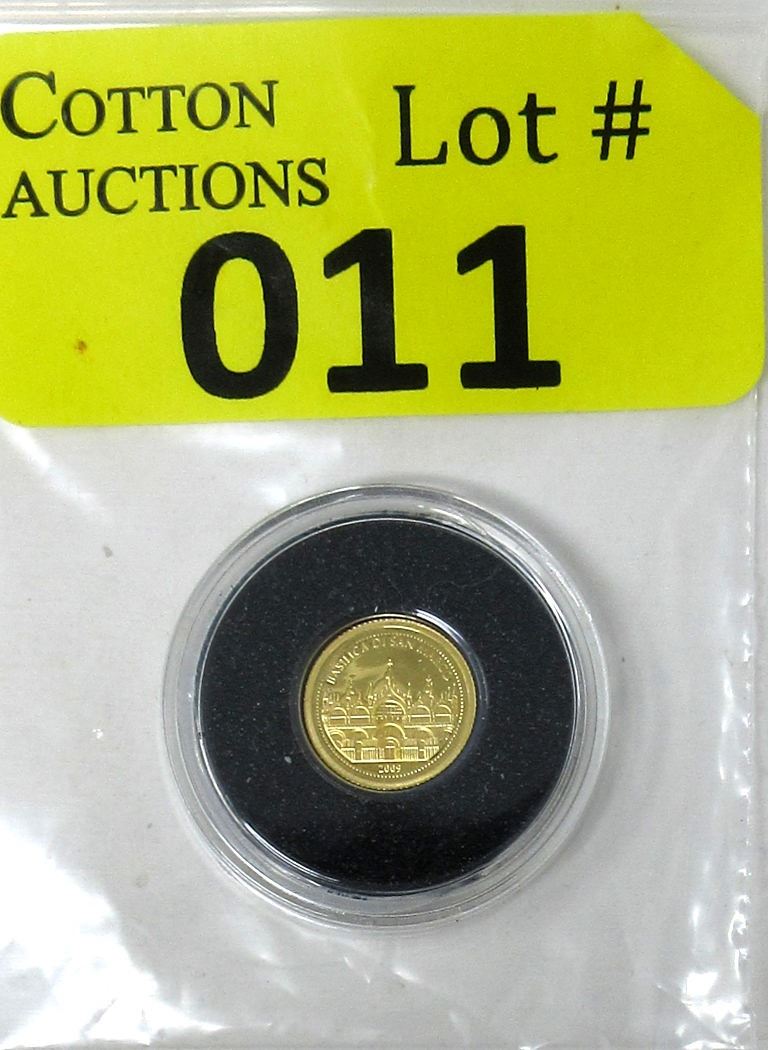 COTTON
AUCTIONS
Lot #
011
BASILICA DI SAN
2009